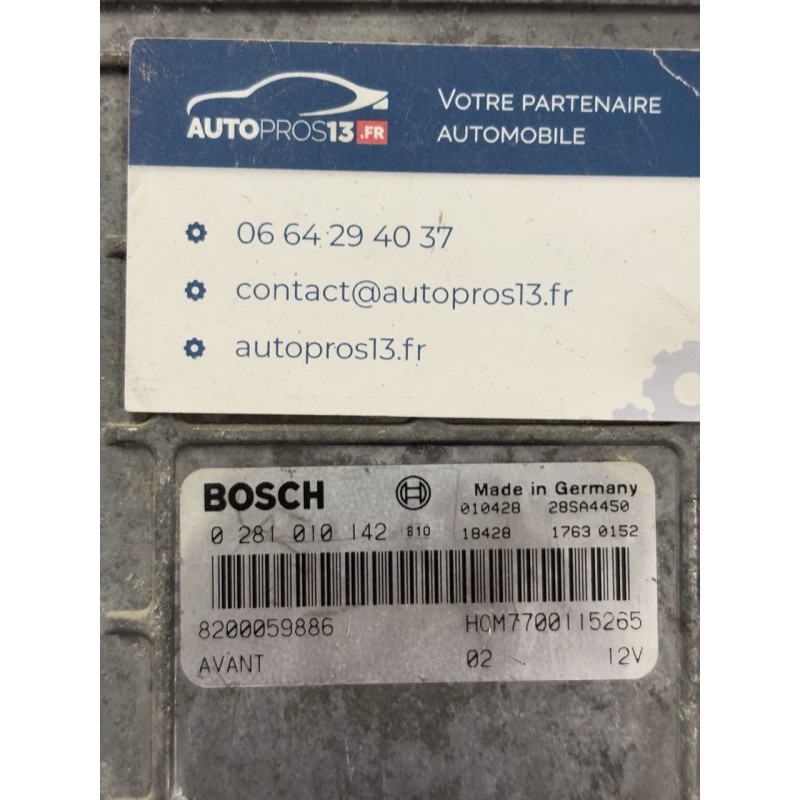 AUTOPROS13.FR
VOTRE PARTENAIRE
AUTOMOBILE
06 64 29 40 37
contact@autopros13.fr
autopros13.fr
BOSCH
Made in Germany
010428 28SA4450
0 281 010 142 810 18428 1763 0152
8200059886 HOM7700115265
AVANT 02 12V